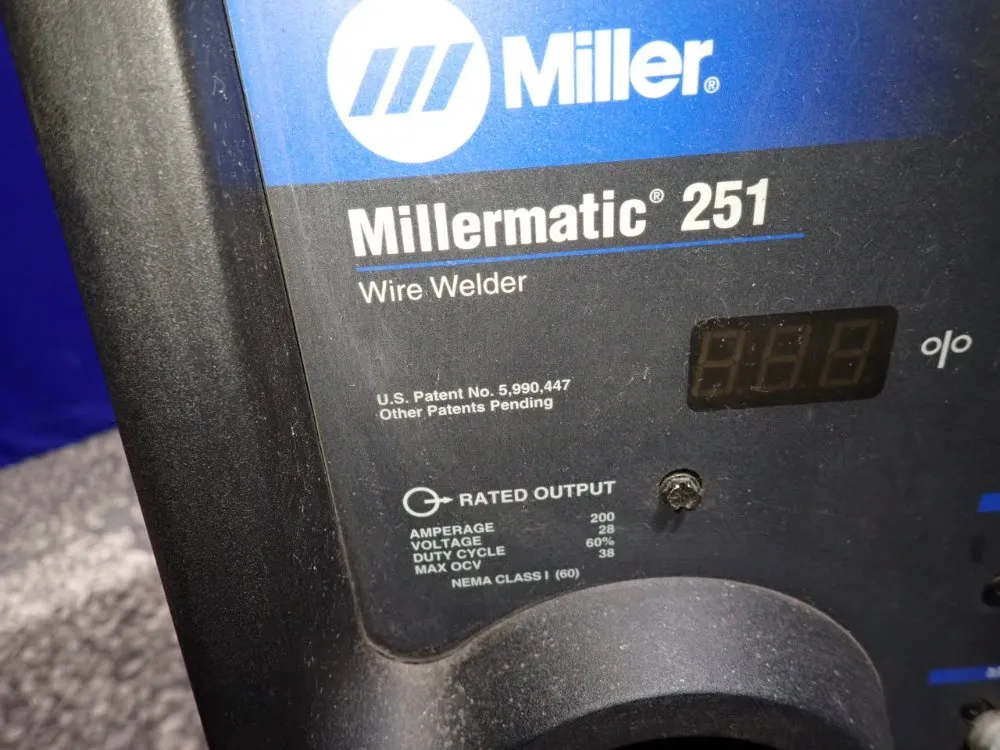 Miller®
Millermatic® 251
Wire Welder
%
U.S. Patent No. 5,990,447
Other Patents Pending
RATED OUTPUT
AMPERAGE 200
VOLTAGE 28
DUTY CYCLE 60%
MAX OCV 38
NEMA CLASS I (60)